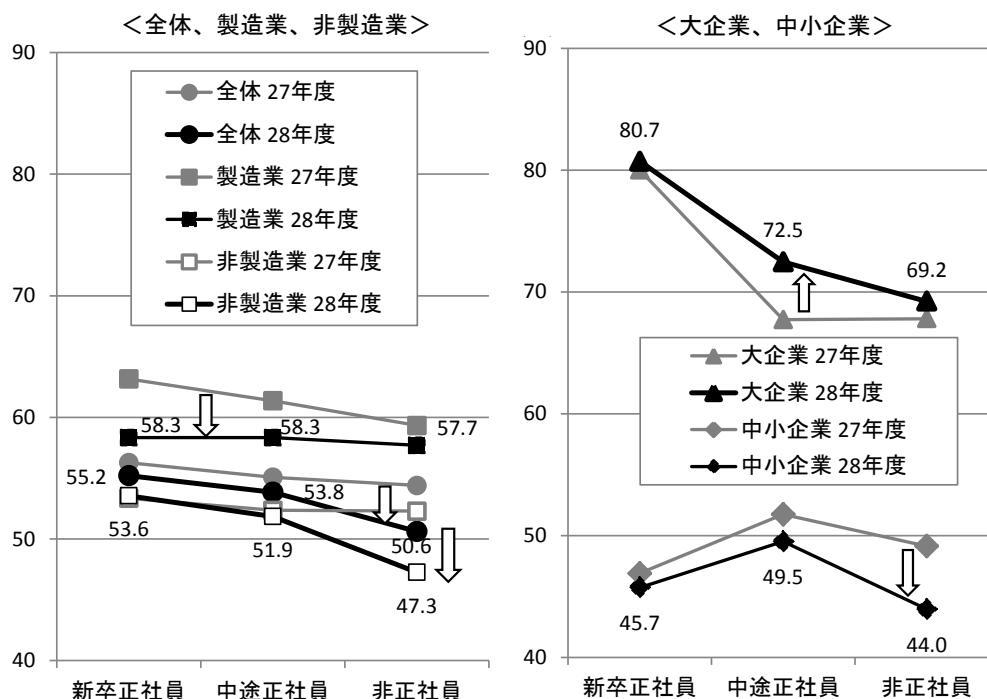 ＜全体、製造業、非製造業＞
90
80
70
60
50
40
全体 27年度
全体 28年度
製造業 27年度
製造業 28年度
非製造業 27年度
非製造業 28年度
58.3
58.3
57.7
55.2
53.8
50.6
53.6
51.9
47.3
新卒正社員 中途正社員 非正社員
＜大企業、中小企業＞
90
80
70
60
50
40
80.7
72.5
69.2
大企業 27年度
大企業 28年度
中小企業 27年度
中小企業 28年度
45.7
49.5
44.0
新卒正社員 中途正社員 非正社員